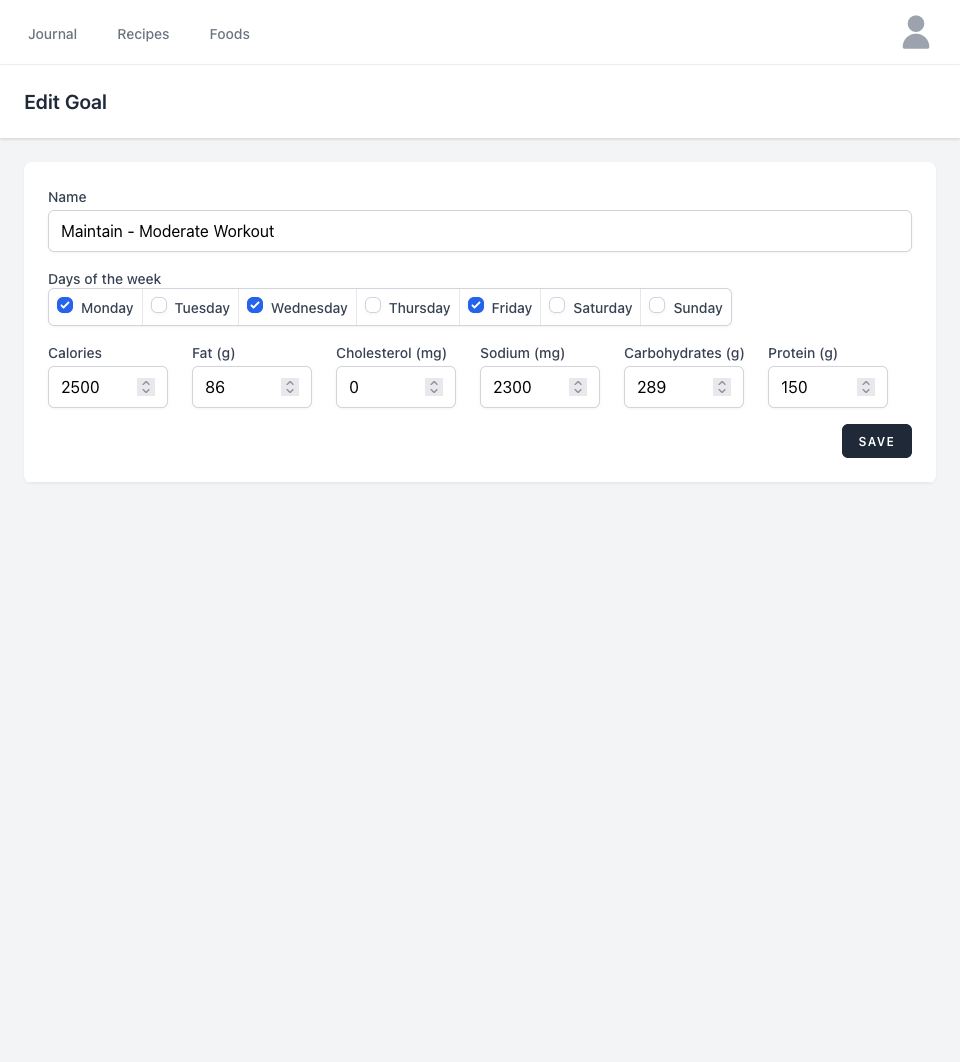 Journal Recipes Foods
Edit Goal
Name
Maintain - Moderate Workout
Days of the week
Monday Tuesday Wednesday Thursday Friday Saturday Sunday
Calories Fat (g) Cholesterol (mg) Sodium (mg) Carbohydrates (g) Protein (g)
2500 86 0 2300 289 150
SAVE